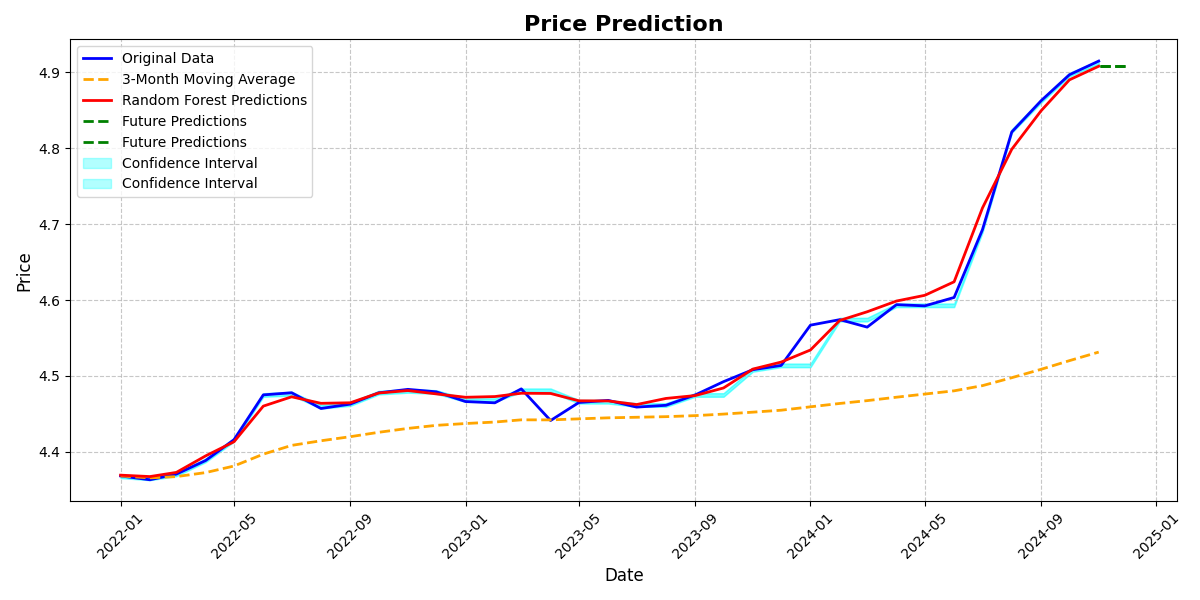 Price Prediction
Original Data
3-Month Moving Average
Random Forest Predictions
Future Predictions
Future Predictions
Confidence Interval
Confidence Interval
Price
4.9
4.8
4.7
4.6
4.5
4.4
2022-01
2022-05
2022-09
2023-01
2023-05
2023-09
2024-01
2024-05
2024-09
2025-01
Date